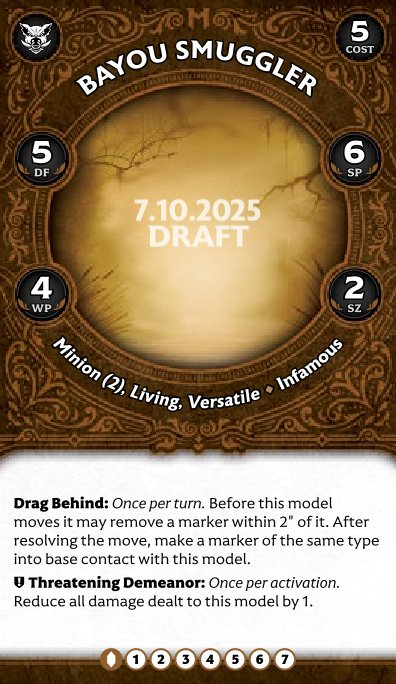 BAYOU SMUGGLER
5
COST
5
DF
6
SP
7.10.2025
DRAFT
4
WP
2
SZ
Minion (2), Living, Versatile ⬥ Infamous
Drag Behind: Once per turn. Before this model
moves it may remove a marker within 2" of it. After
resolving the move, make a marker of the same type
into base contact with this model.
Threatening Demeanor: Once per activation.
Reduce all damage dealt to this model by 1.
1 2 3 4 5 6 7